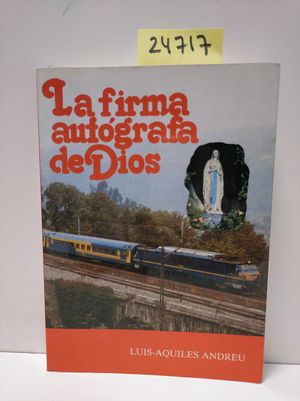 24717
La firma
autógrafa
de Dios
LUIS-AQUILES ANDREU